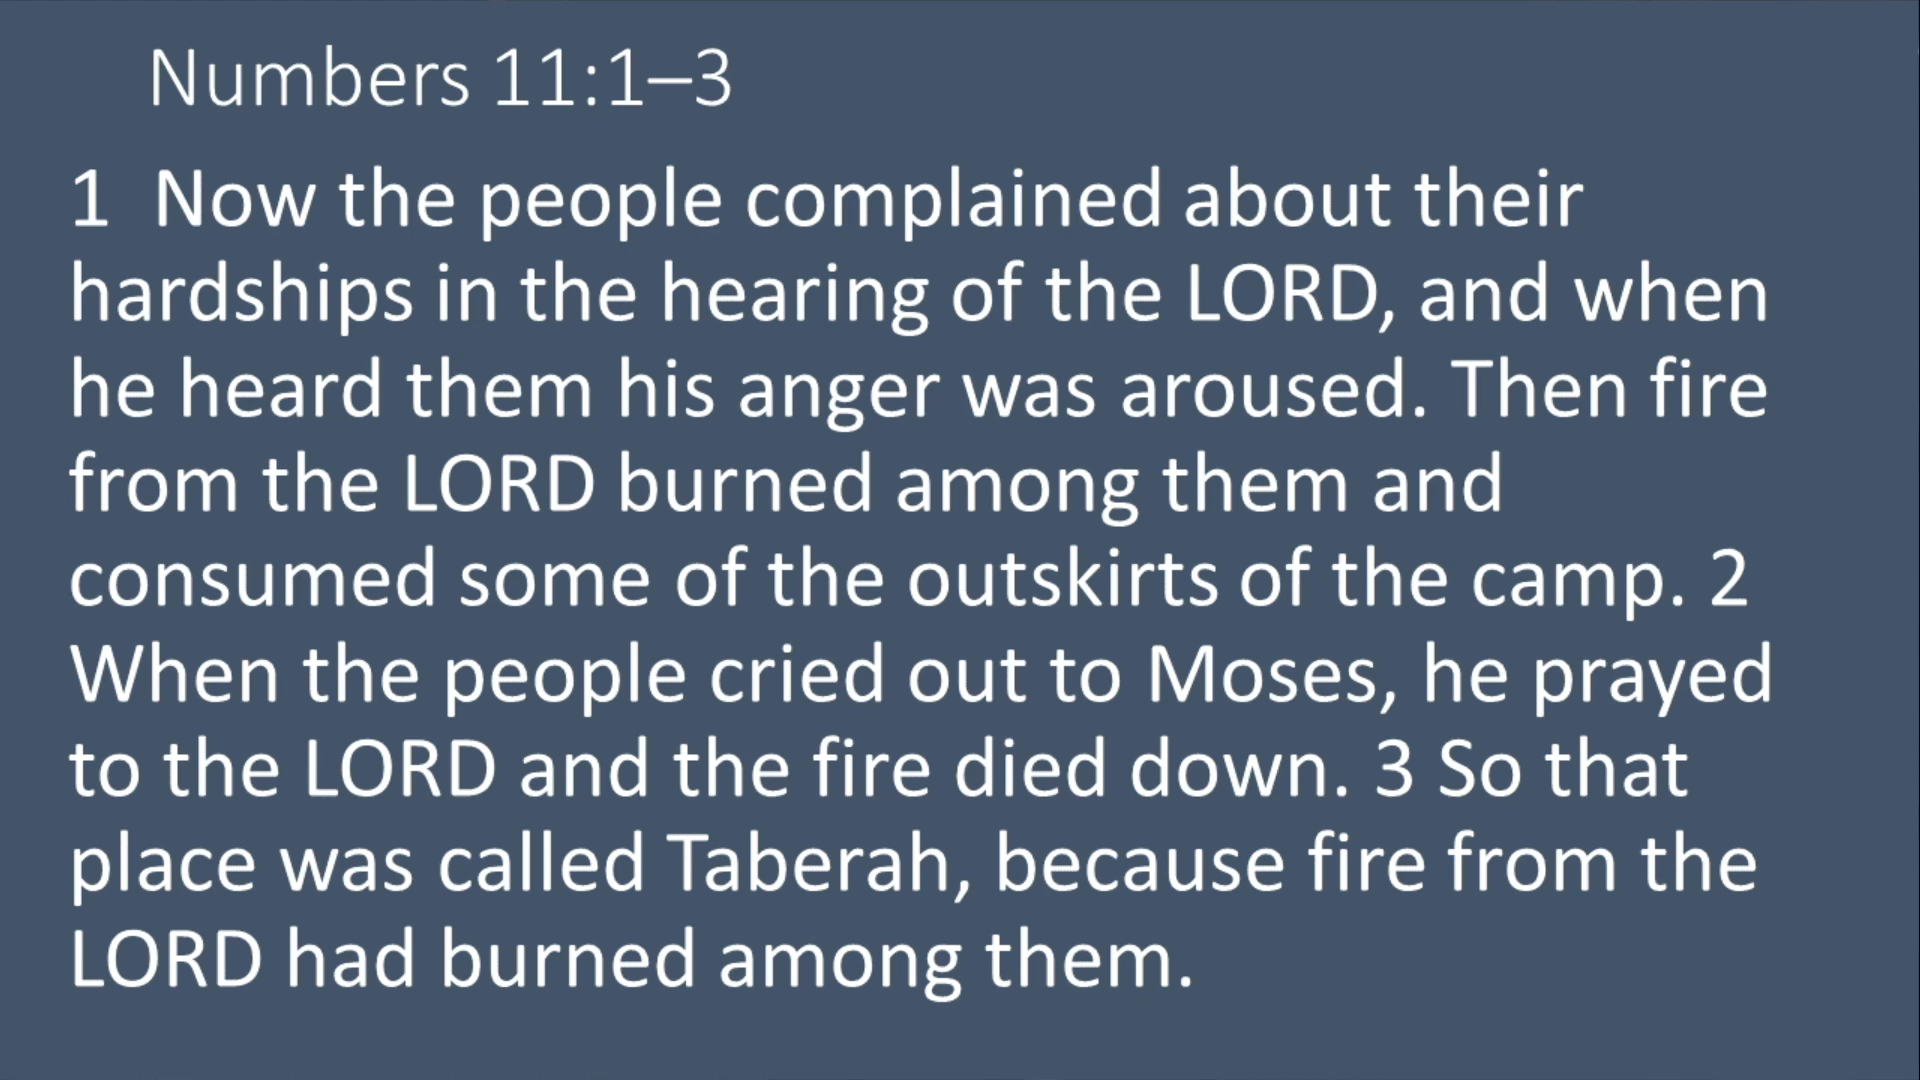 Numbers 11:1–3
1 Now the people complained about their
hardships in the hearing of the LORD, and when
he heard them his anger was aroused. Then fire
from the LORD burned among them and
consumed some of the outskirts of the camp. 2
When the people cried out to Moses, he prayed
to the LORD and the fire died down. 3 So that
place was called Taberah, because fire from the
LORD had burned among them.